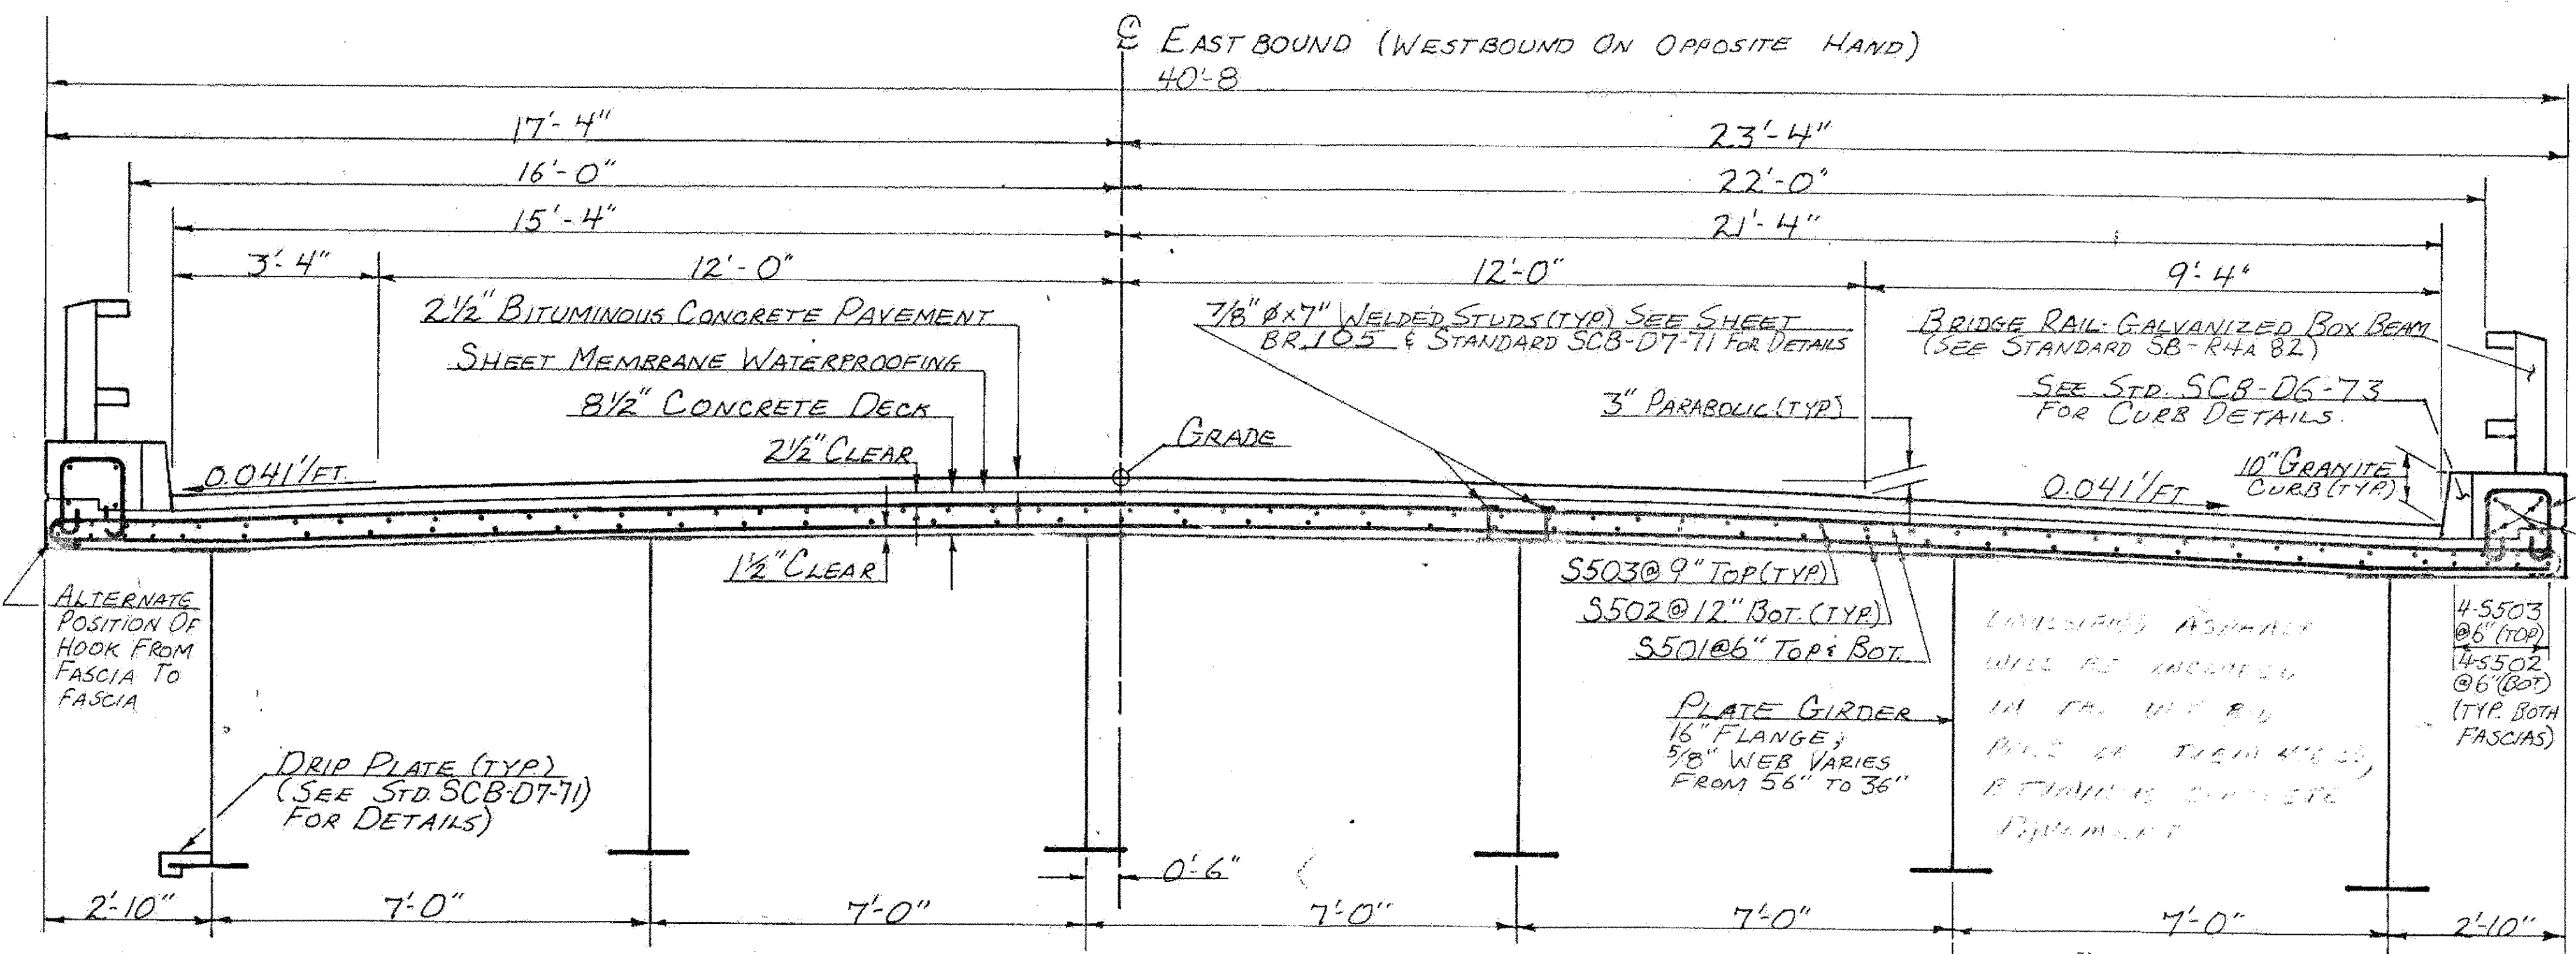 ℄ EAST BOUND (WESTBOUND ON OPPOSITE HAND)
40'-8
17'-4"
23'-4"
16'-0"
22'-0"
15'-4"
21'-4"
3'-4"
12'-0"
12'-0"
9'-4"
2½" BITUMINOUS CONCRETE PAVEMENT
SHEET MEMBRANE WATERPROOFING
8½" CONCRETE DECK
2½" CLEAR
7/8" ϕ x 7" WELDED STUDS (TYP) SEE SHEET
BR 105 & STANDARD SCB-D7-71 FOR DETAILS
BRIDGE RAIL-GALVANIZED BOX BEAM
(SEE STANDARD SB-R4A 82)
3" PARABOLIC (TYP)
SEE STD. SCB-D6-73
FOR CURB DETAILS.
GRADE
0.041'/FT.
0.041'/FT
10" GRANITE
CURB (TYP)
1½" CLEAR
S503@9" TOP (TYP)
S502@12" BOT. (TYP.)
S501@6" TOP & BOT.
ALTERNATE
POSITION OF
HOOK FROM
FASCIA TO
FASCIA
4-S503
@6" (TOP)
4-S502
@6" (BOT)
(TYP. BOTH
FASCIAS)
PLATE GIRDER
16" FLANGE;
5/8" WEB VARIES
FROM 56" TO 36"
ASPHALT
WILL BE INCLUDED
IN
DRIP PLATE (TYP)
(SEE STD. SCB-D7-71)
FOR DETAILS)
0'-6"
2'-10"
7'-0"
7'-0"
7'-0"
7'-0"
7'-0"
2'-10"